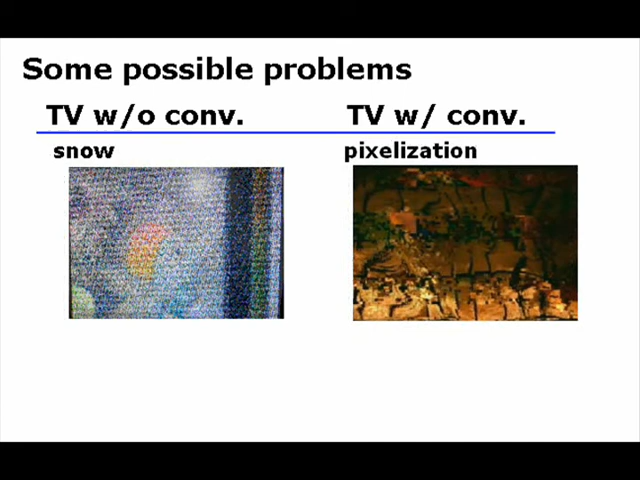 Some possible problems
TV w/o conv. TV w/ conv.
snow pixelization